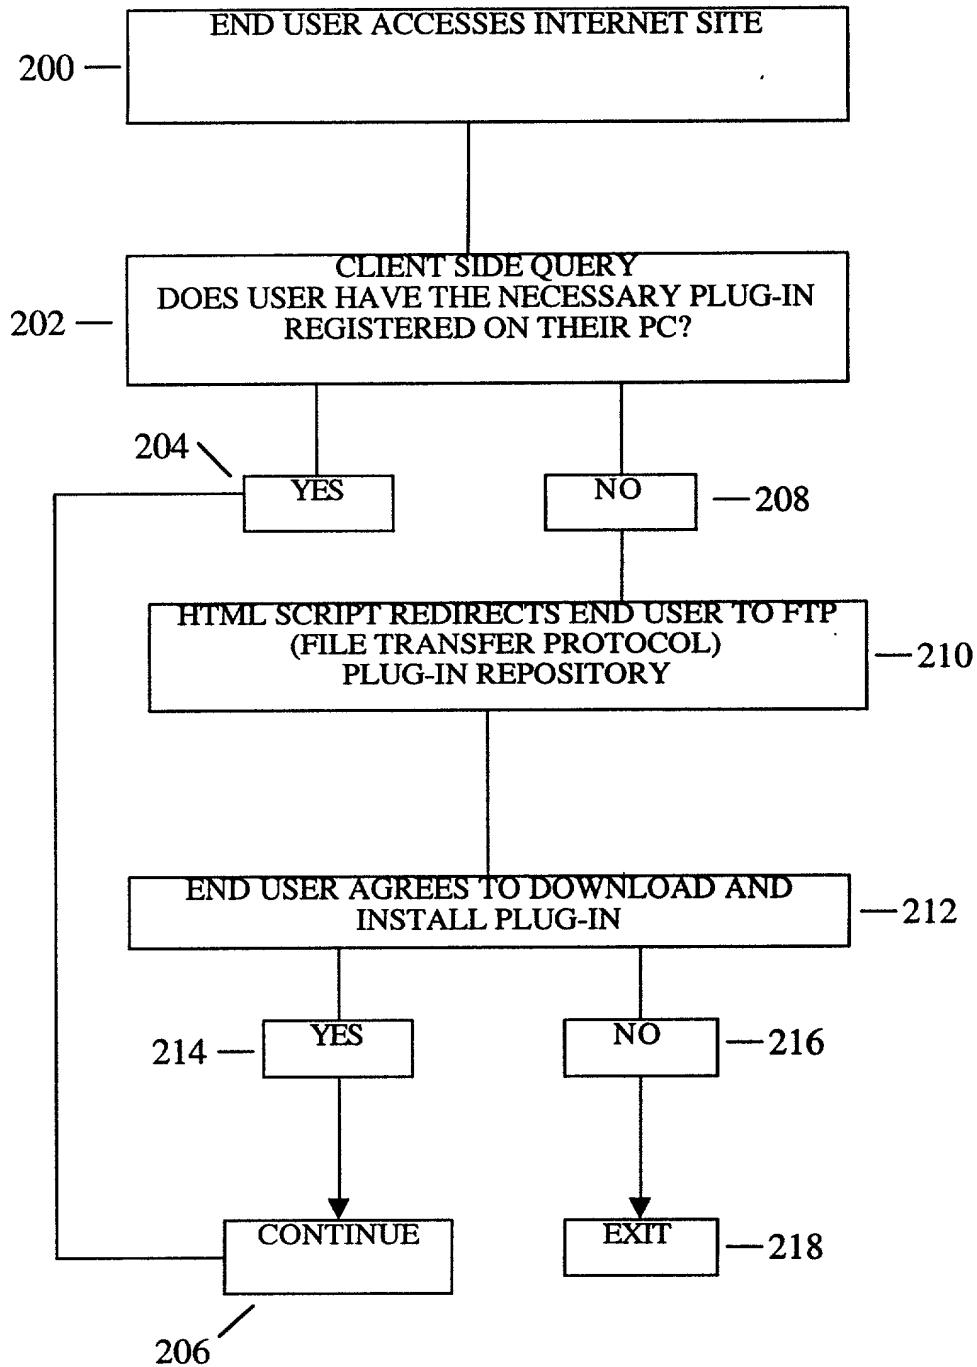 END USER ACCESSES INTERNET SITE
200
CLIENT SIDE QUERY
DOES USER HAVE THE NECESSARY PLUG-IN
REGISTERED ON THEIR PC?
202
204
YES
NO
208
HTML SCRIPT REDIRECTS END USER TO FTP
(FILE TRANSFER PROTOCOL)
PLUG-IN REPOSITORY
210
END USER AGREES TO DOWNLOAD AND
INSTALL PLUG-IN
212
214
YES
NO
216
CONTINUE
EXIT
218
206